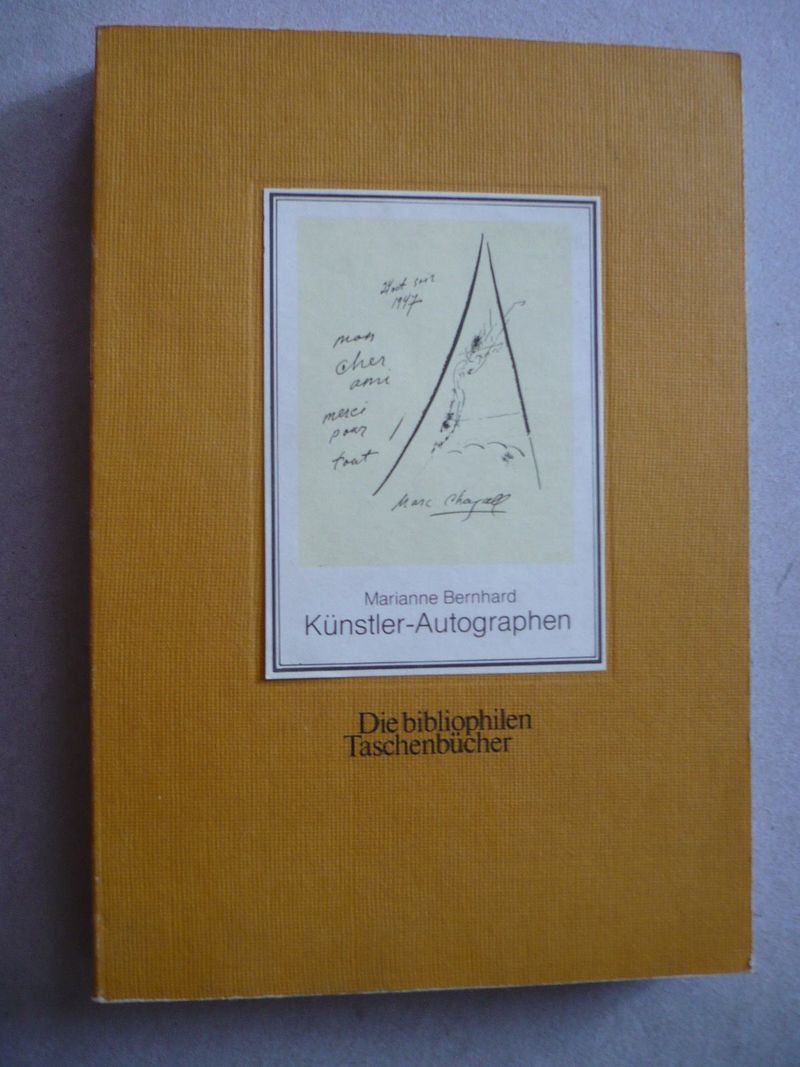 1947
mon
cher
ami
merci
pour
tout
Marc Chagall
Marianne Bernhard
Künstler-Autographen
Die bibliophilen
Taschenbücher